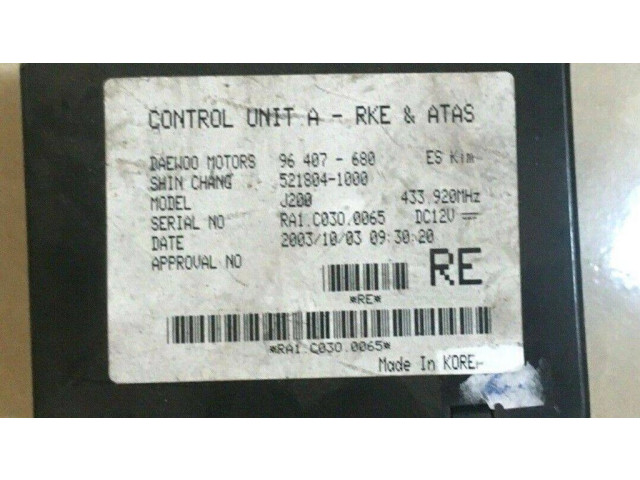 CONTROL UNIT A - RKE & ATAS
DAEWOO MOTORS 96 407 - 680 ES Kim
SHIN CHANG 521804-1000
MODEL J200 433.920MHz
SERIAL NO RA1.C030.0065 DC12V
DATE 2003/10/03 09:30:20
APPROVAL NO
RE
*RE*
*RA1.C030.0065*
Made In KOREA